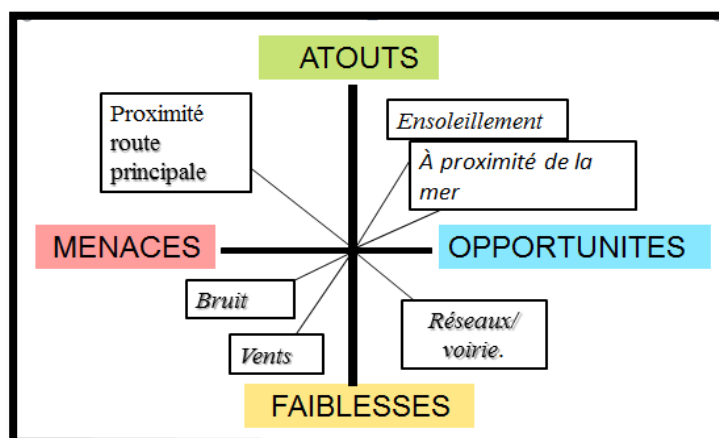 ATOUTS
Proximité
route
principale
Ensoleillement
À proximité de la
mer
MENACES
OPPORTUNITES
Bruit
Vents
Réseaux/
voirie.
FAIBLESSES